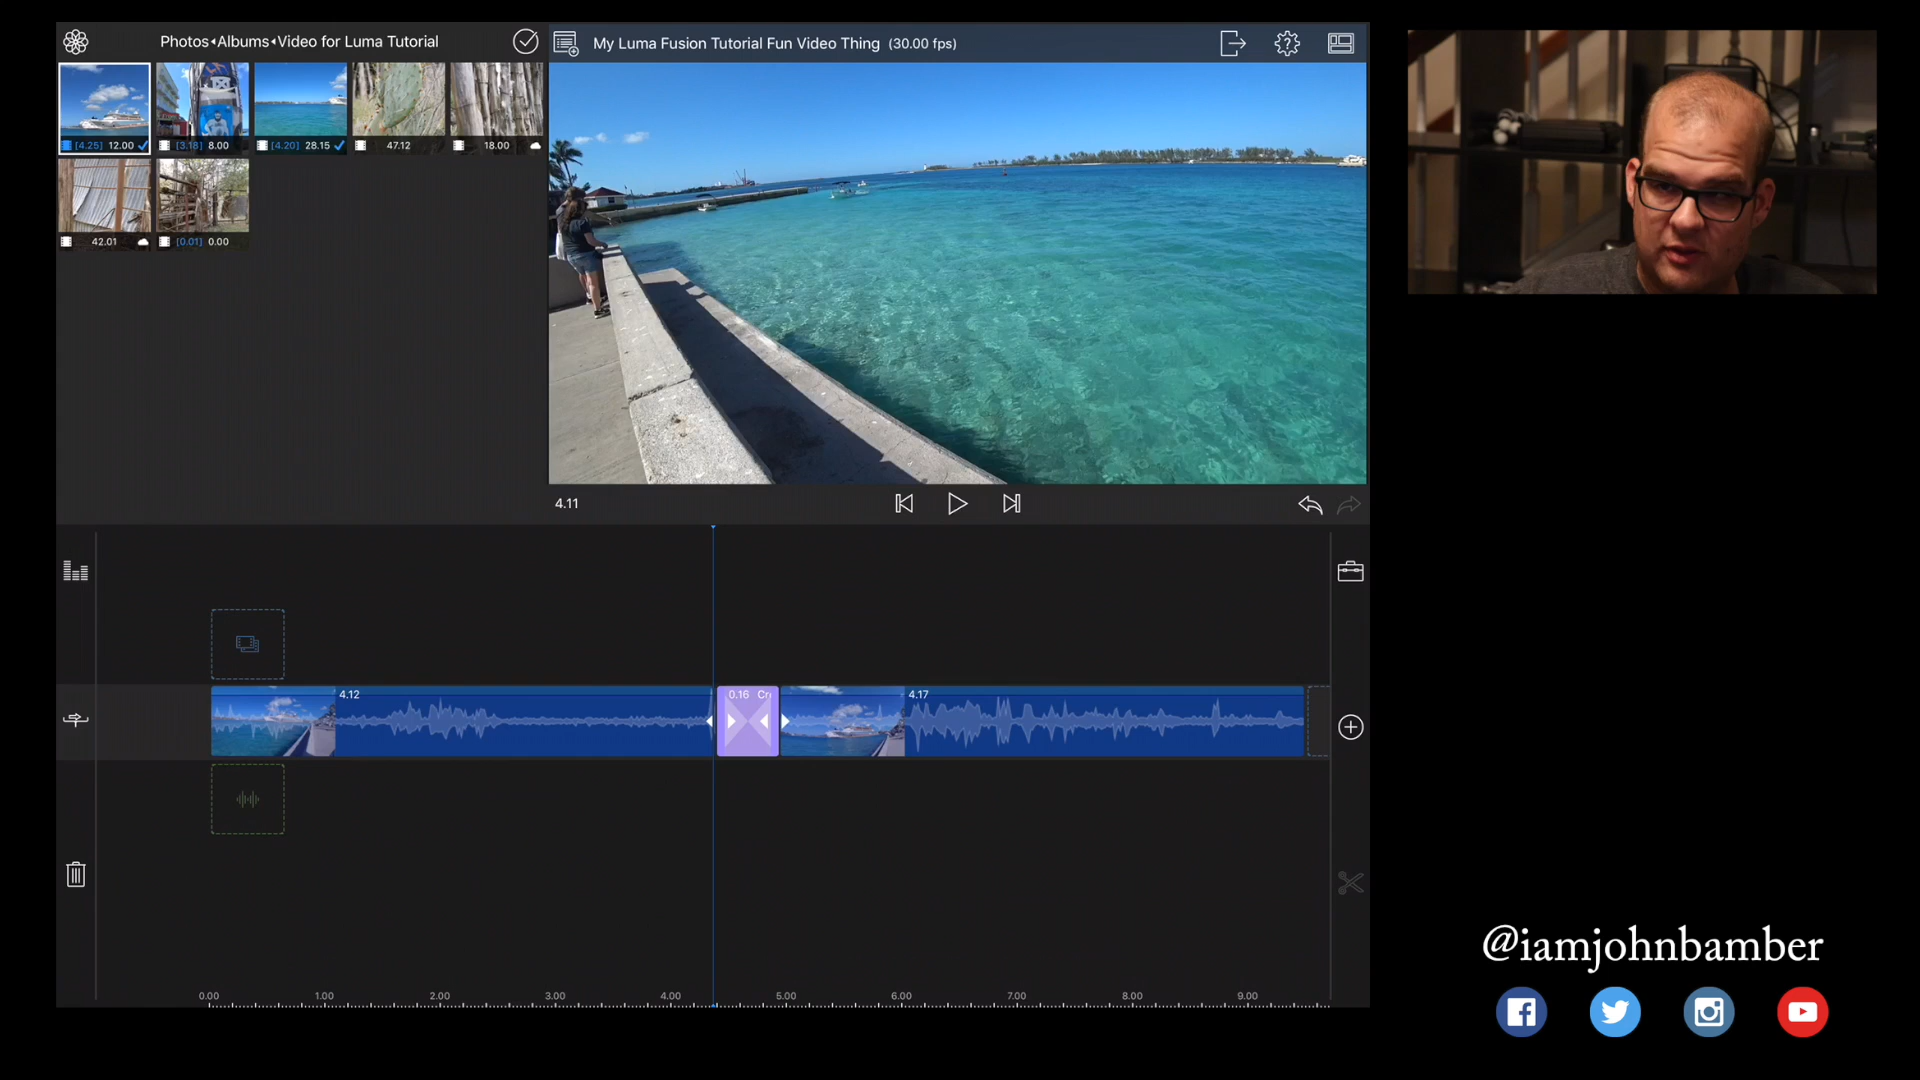 Photos◂Albums◂Video for Luma Tutorial
My Luma Fusion Tutorial Fun Video Thing (30.00 fps)
[4.25] 12.00
[3.18] 8.00
[4.20] 28.15
47.12
18.00
42.01
[0.01] 0.00
4.11
4.12
0.16 Cr
4.17
0.00 1.00 2.00 3.00 4.00 5.00 6.00 7.00 8.00 9.00
@iamjohnbamber